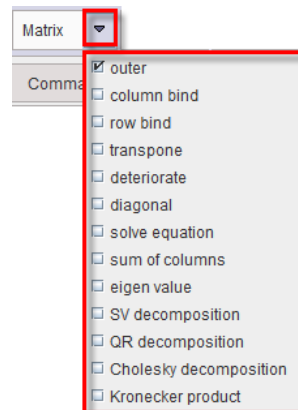 Matrix
Comma
outer
column bind
row bind
transpone
deteriorate
diagonal
solve equation
sum of columns
eigen value
SV decomposition
QR decomposition
Cholesky decomposition
Kronecker product